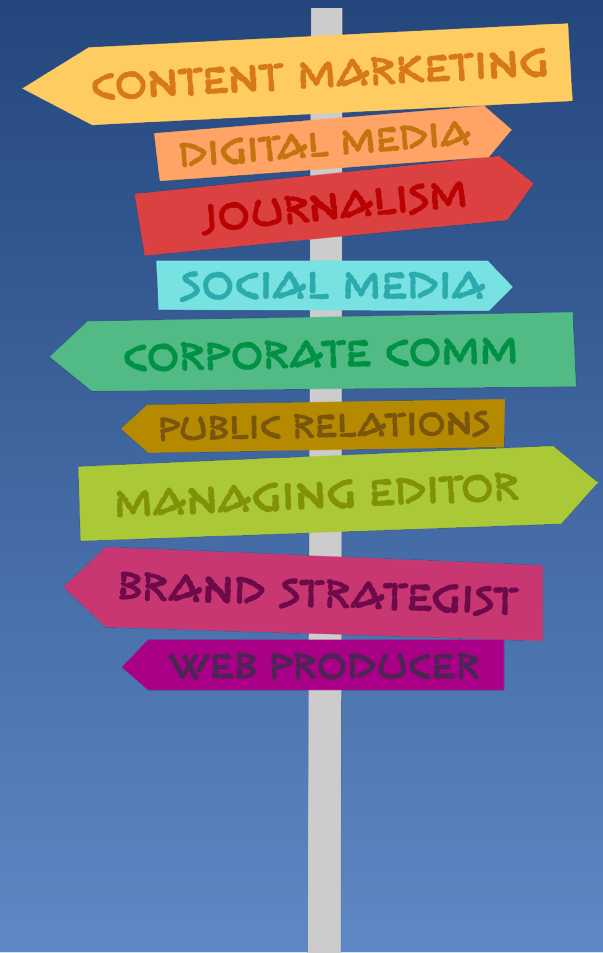 CONTENT MARKETING
DIGITAL MEDIA
JOURNALISM
SOCIAL MEDIA
CORPORATE COMM
PUBLIC RELATIONS
MANAGING EDITOR
BRAND STRATEGIST
WEB PRODUCER